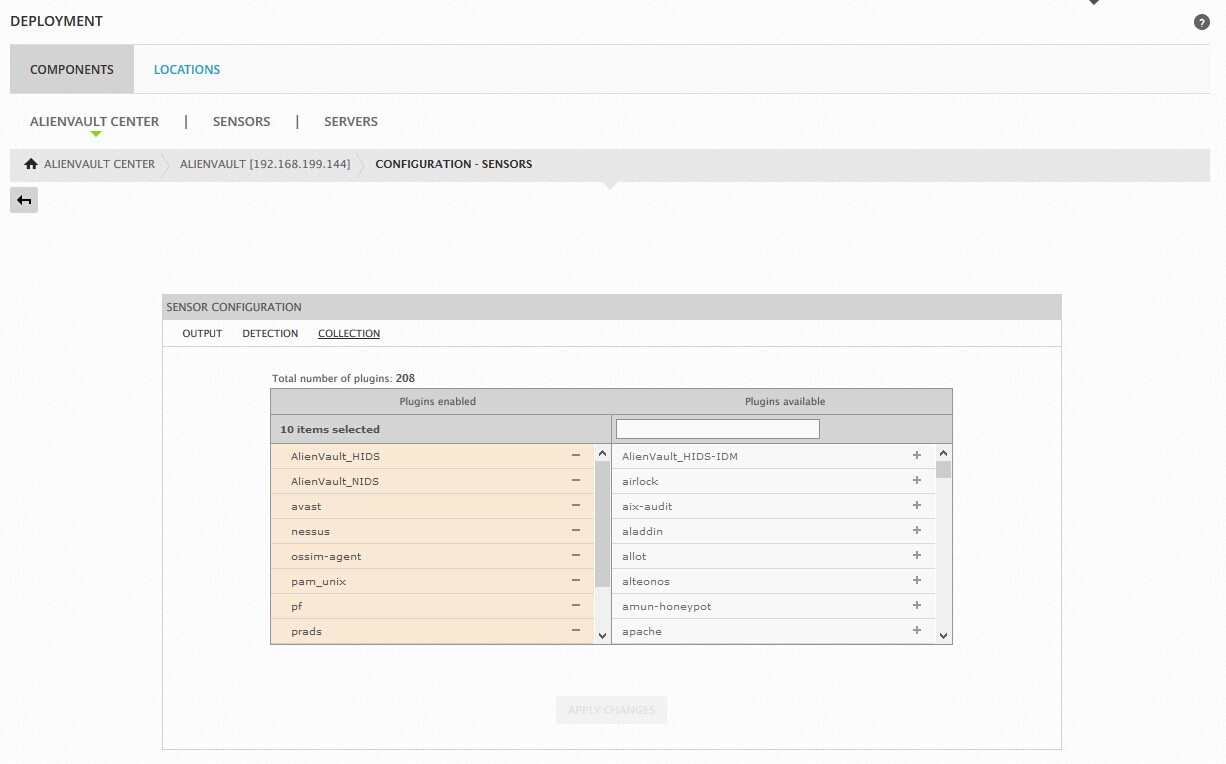 DEPLOYMENT
?
COMPONENTS LOCATIONS
ALIENVAULT CENTER | SENSORS | SERVERS
ALIENVAULT CENTER ALIENVAULT [192.168.199.144] CONFIGURATION - SENSORS
SENSOR CONFIGURATION
OUTPUT DETECTION COLLECTION
Total number of plugins: 208
Plugins enabled Plugins available
10 items selected
AlienVault_HIDS − AlienVault_HIDS-IDM +
AlienVault_NIDS − airlock +
avast − aix-audit +
nessus − aladdin +
ossim-agent − allot +
pam_unix − alteonos +
pf − amun-honeypot +
prads − apache +
APPLY CHANGES